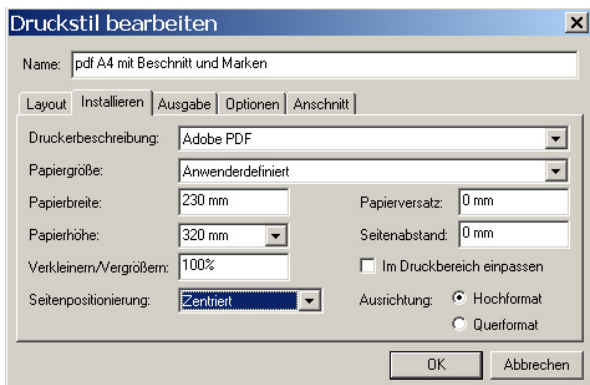 Druckstil bearbeiten
Name: pdf A4 mit Beschnitt und Marken
Layout Installieren Ausgabe Optionen Anschnitt
Druckerbeschreibung: Adobe PDF
Papiergröße: Anwenderdefiniert
Papierbreite: 230 mm Papierversatz: 0 mm
Papierhöhe: 320 mm Seitenabstand: 0 mm
Verkleinern/Vergrößern: 100% Im Druckbereich einpassen
Seitenpositionierung: Zentriert Ausrichtung: Hochformat
Querformat
OK Abbrechen